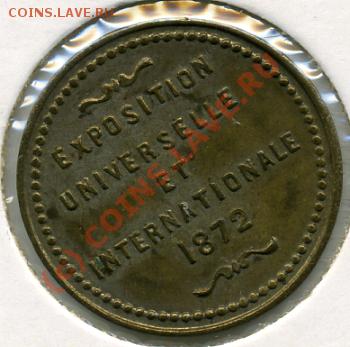 COINS.LAVE.RU
EXPOSITION
UNIVERSELLE
ET
INTERNATIONALE
1872
(c) COINS.LAVE.RU